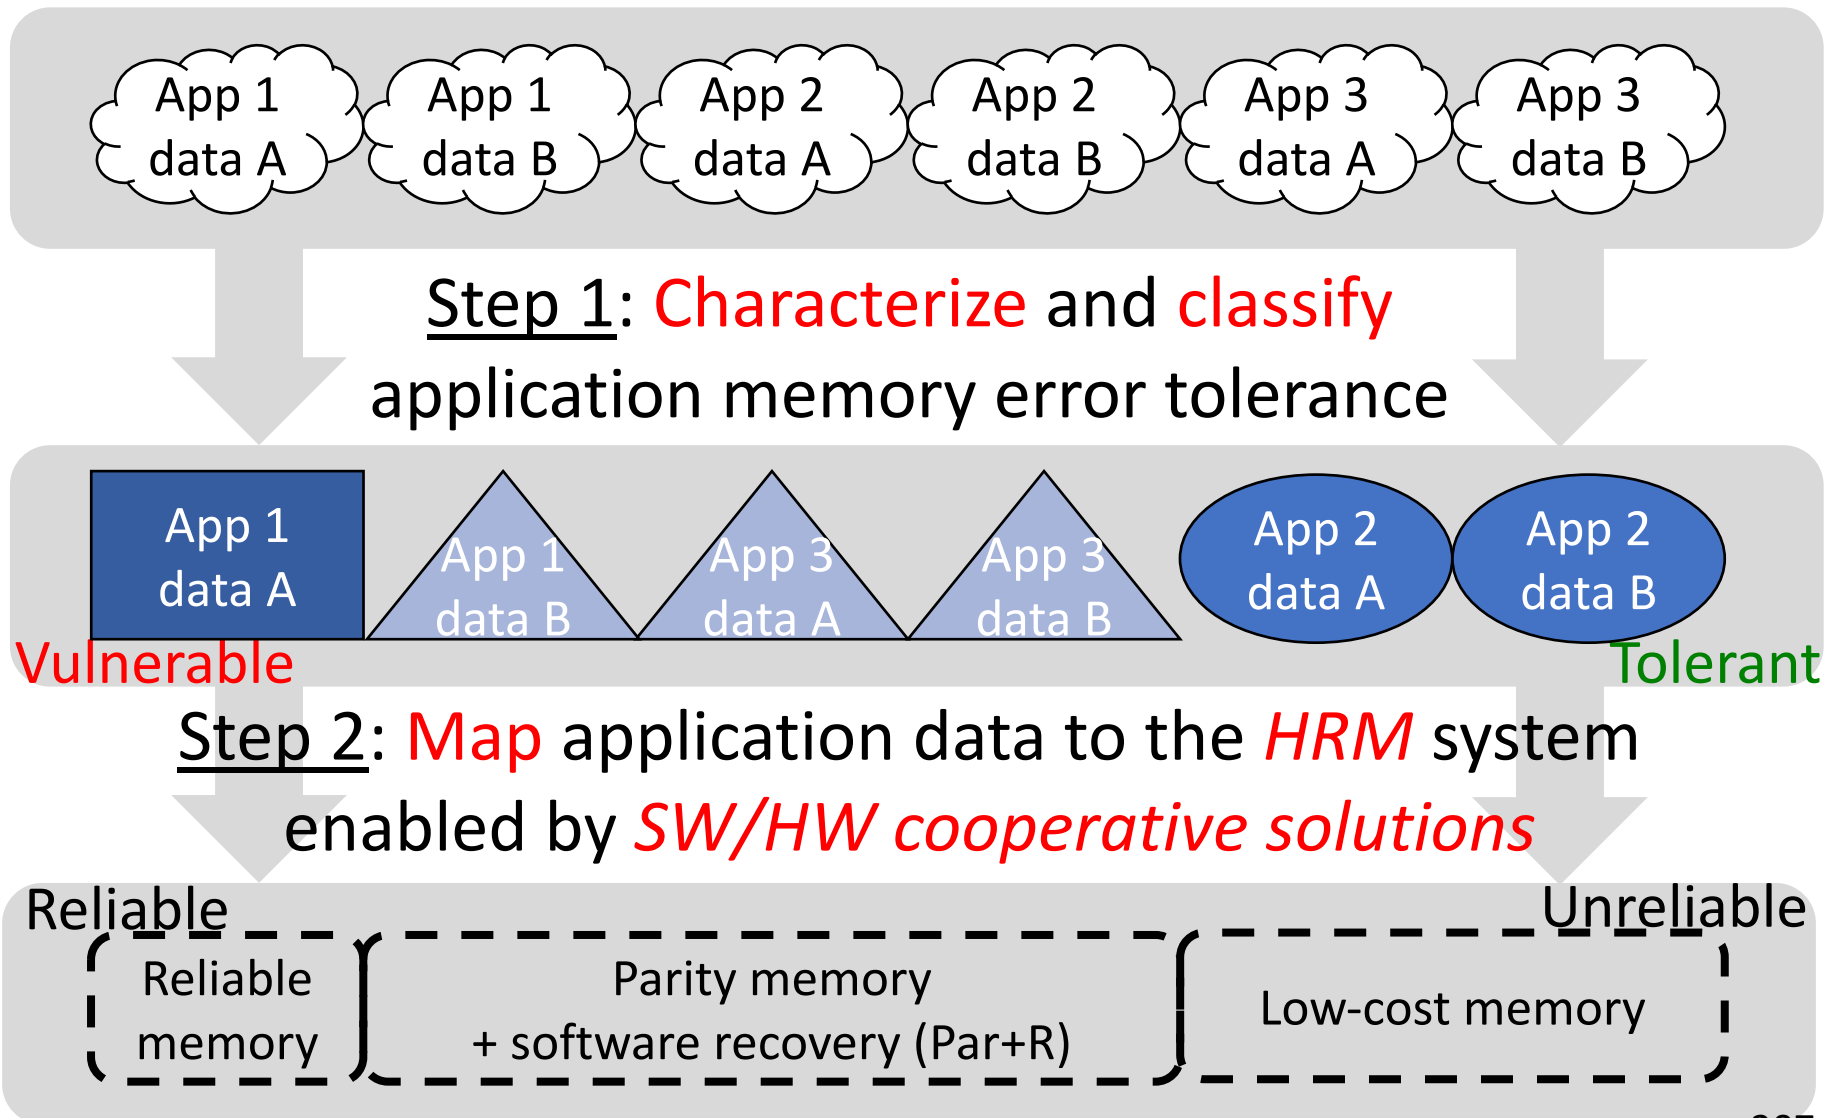 App 1
data A
App 1
data B
App 2
data A
App 2
data B
App 3
data A
App 3
data B
Step 1: Characterize and classify
application memory error tolerance
App 1
data A
App 1
data B
App 3
data A
App 3
data B
App 2
data A
App 2
data B
Vulnerable
Tolerant
Step 2: Map application data to the HRM system
enabled by SW/HW cooperative solutions
Reliable
Unreliable
Reliable
memory
Parity memory
+ software recovery (Par+R)
Low-cost memory